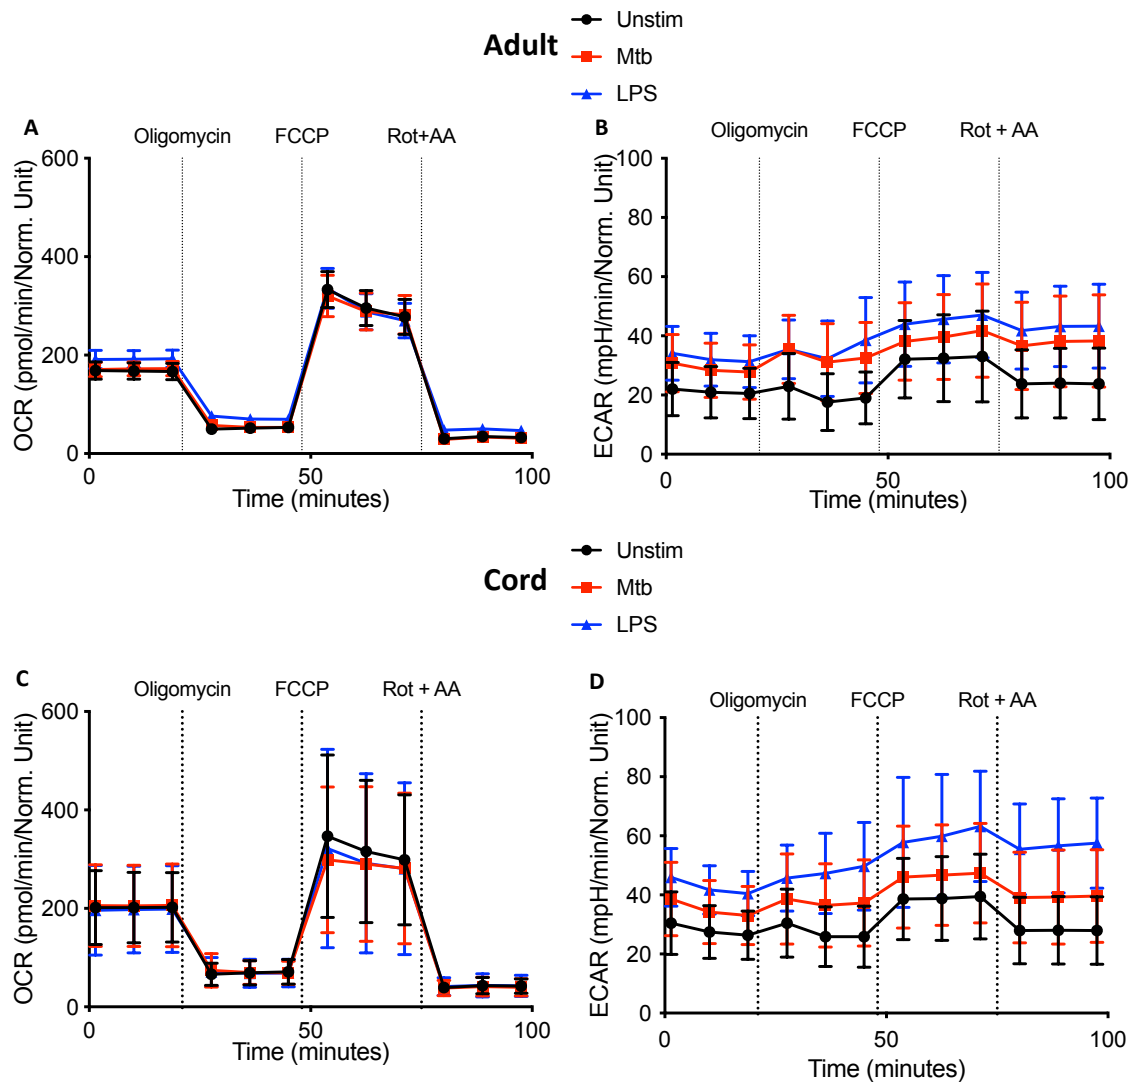 Adult
Unstim
Mtb
LPS
A
Oligomycin FCCP Rot+AA
600
400
200
0
0 50 100
OCR (pmol/min/Norm. Unit)
Time (minutes)
B
Oligomycin FCCP Rot + AA
100
80
60
40
20
0
0 50 100
ECAR (mpH/min/Norm. Unit)
Time (minutes)
Cord
Unstim
Mtb
LPS
C
Oligomycin FCCP Rot + AA
600
400
200
0
0 50 100
OCR (pmol/min/Norm. Unit)
Time (minutes)
D
Oligomycin FCCP Rot + AA
100
80
60
40
20
0
0 50 100
ECAR (mpH/min/Norm. Unit)
Time (minutes)